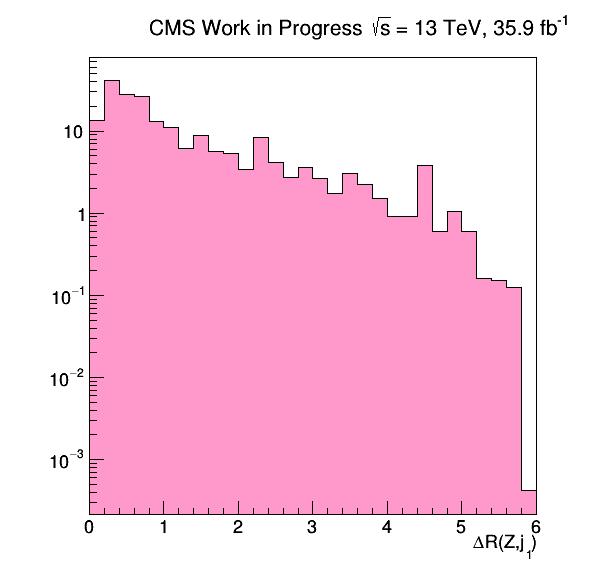 CMS Work in Progress √s = 13 TeV, 35.9 fb⁻¹
10
1
10⁻¹
10⁻²
10⁻³
0 1 2 3 4 5 6
ΔR(Z,j₁)